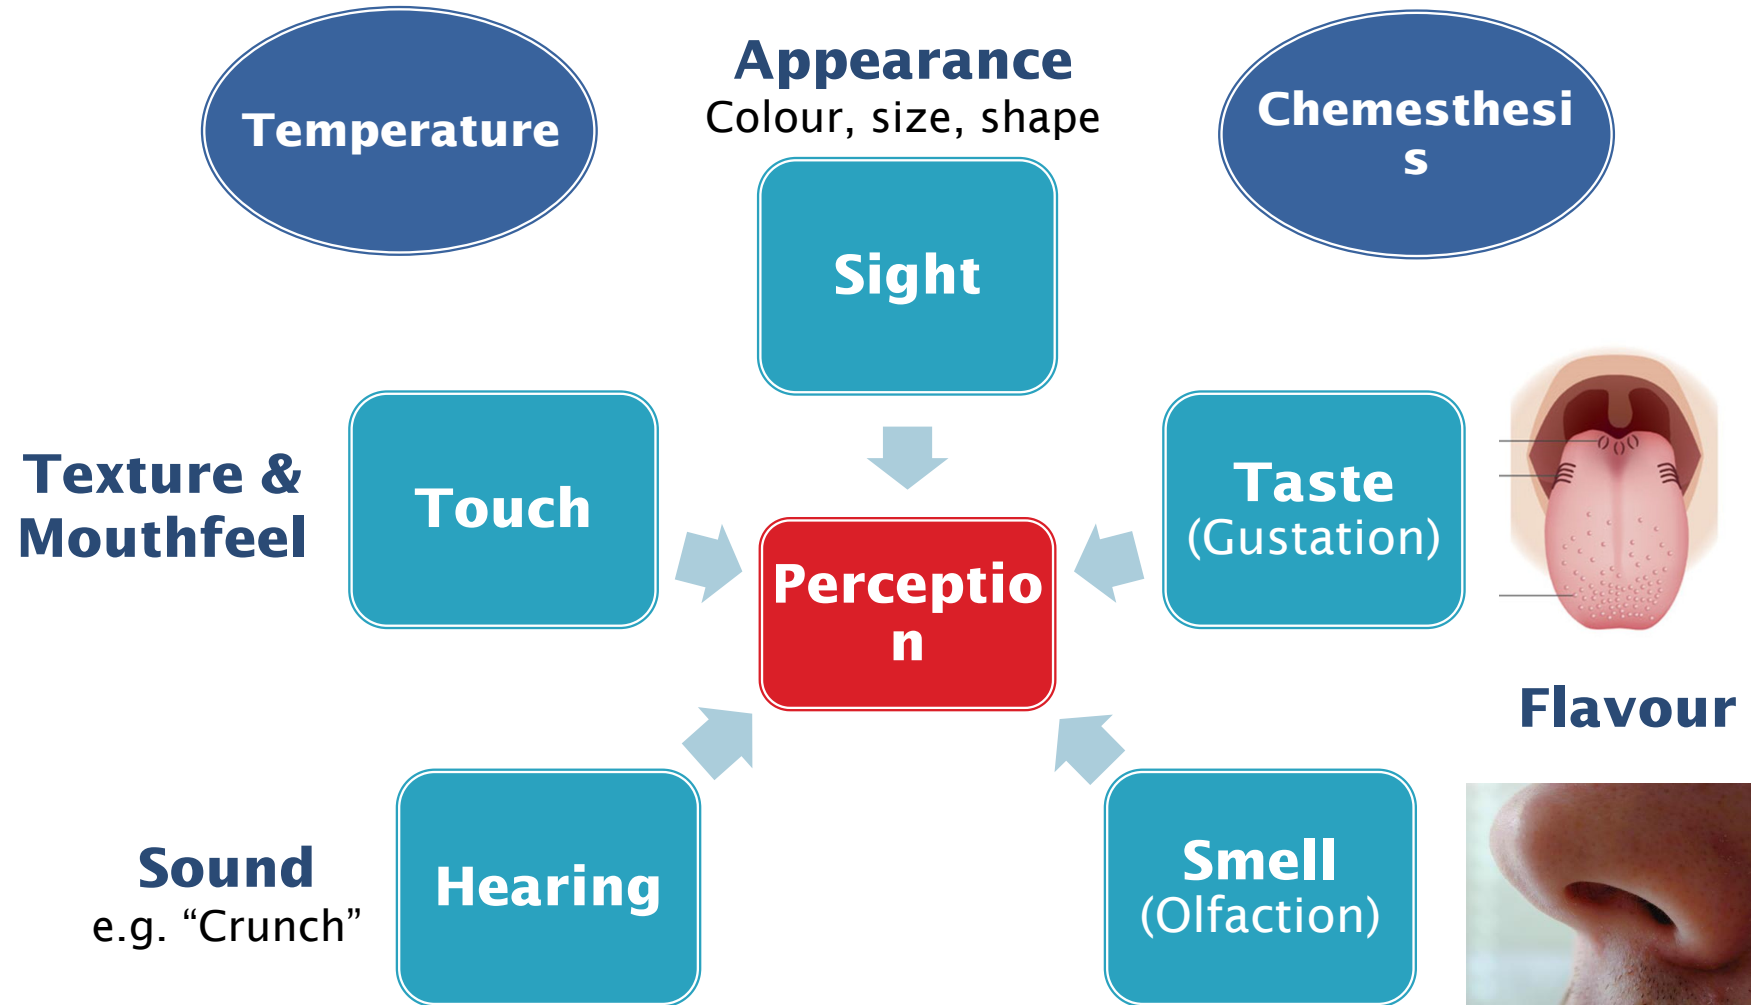 Temperature
Appearance
Colour, size, shape
Chemesthesi
s
Sight
Texture &
Mouthfeel
Touch
Taste
(Gustation)
Perceptio
n
Flavour
Sound
e.g. “Crunch”
Hearing
Smell
(Olfaction)